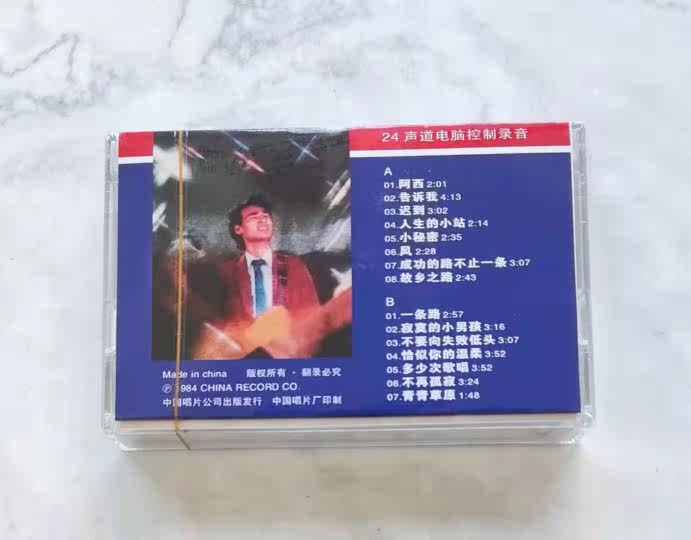 24 声道电脑控制录音
A
01.阿西 2:01
02.告诉我 4:13
03.迟到 3:02
04.人生的小站 2:14
05.小秘密 2:35
06.风 2:28
07.成功的路不止一条 3:07
08.故乡之路 2:43
B
01.一条路 2:57
02.寂寞的小男孩 3:16
03.不要向失败低头 3:07
04.恰似你的温柔 3:52
05.多少次歌唱 3:52
06.不再孤寂 3:24
07.青青草原 1:48
Made in china 版权所有·翻录必究
Ⓟ 1984 CHINA RECORD CO.
中国唱片公司出版发行 中国唱片厂印制